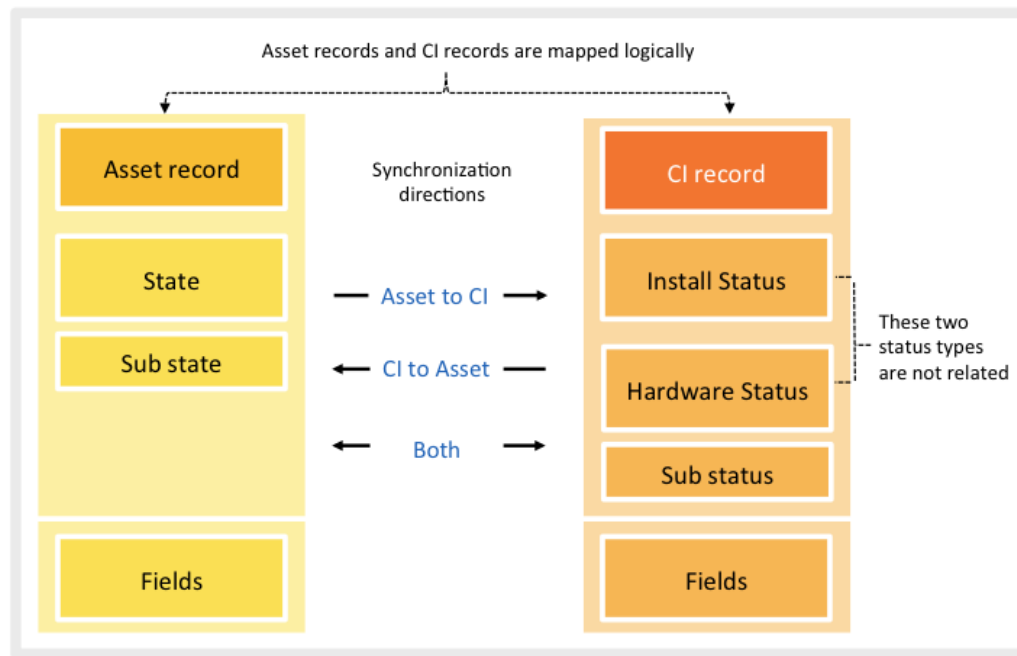 Asset records and CI records are mapped logically
Asset record
Synchronization
directions
CI record
State
Install Status
Asset to CI
These two
status types
are not related
Sub state
CI to Asset
Hardware Status
Both
Sub status
Fields
Fields